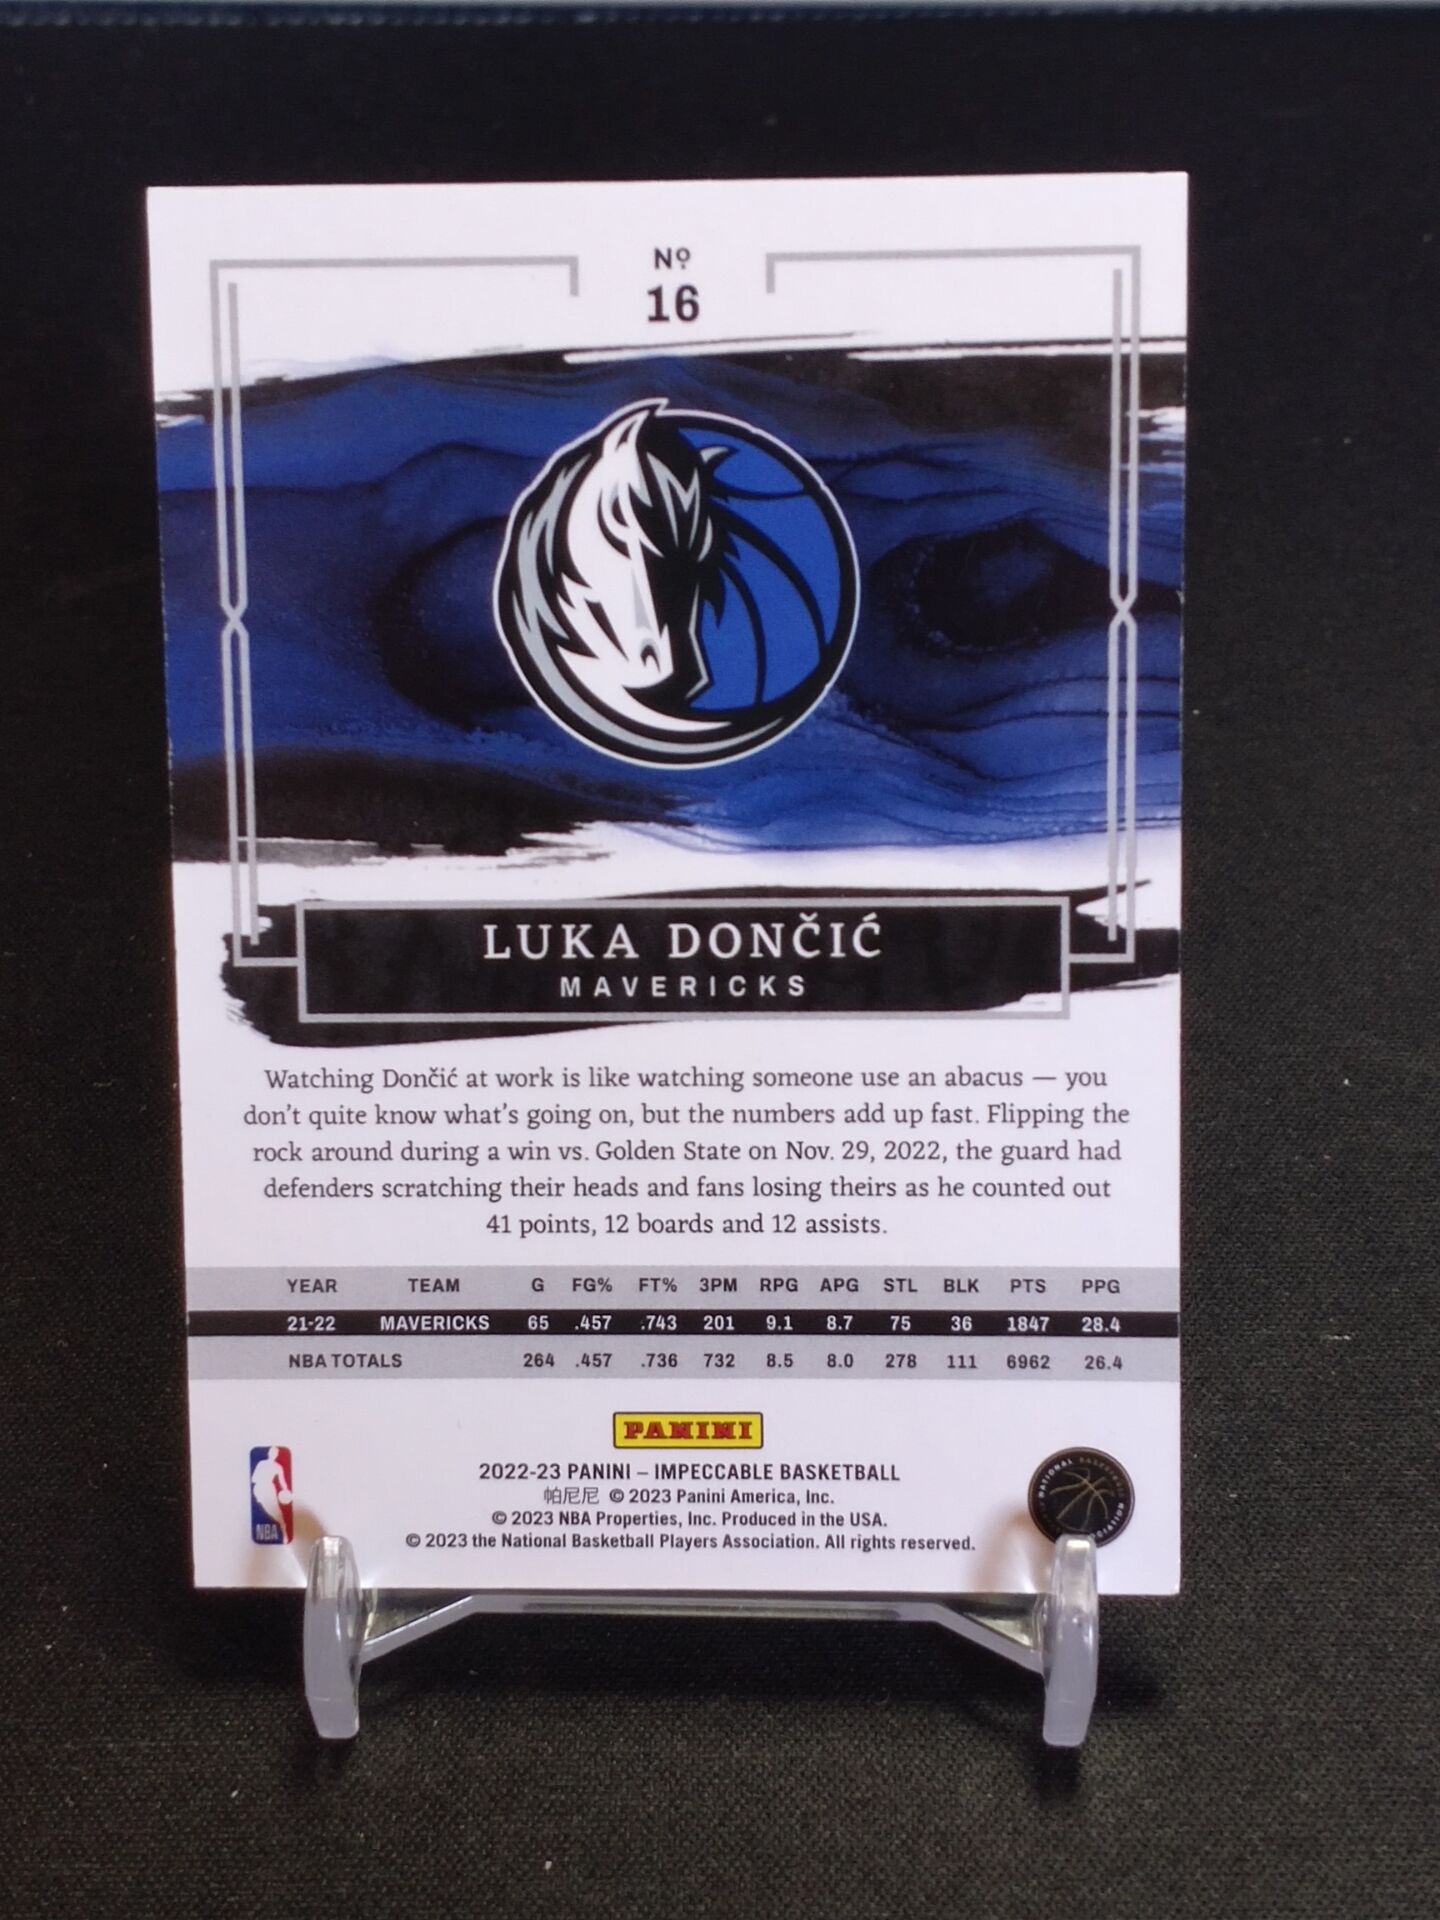 Nº
16
LUKA DONČIĆ
MAVERICKS
Watching Dončić at work is like watching someone use an abacus — you
don't quite know what's going on, but the numbers add up fast. Flipping the
rock around during a win vs. Golden State on Nov. 29, 2022, the guard had
defenders scratching their heads and fans losing theirs as he counted out
41 points, 12 boards and 12 assists.
YEAR TEAM G FG% FT% 3PM RPG APG STL BLK PTS PPG
21-22 MAVERICKS 65 .457 .743 201 9.1 8.7 75 36 1847 28.4
NBA TOTALS 264 .457 .736 732 8.5 8.0 278 111 6962 26.4
PANINI
2022-23 PANINI – IMPECCABLE BASKETBALL
帕尼尼 © 2023 Panini America, Inc.
© 2023 NBA Properties, Inc. Produced in the USA.
© 2023 the National Basketball Players Association. All rights reserved.
NBA
NATIONAL BASKETBALL